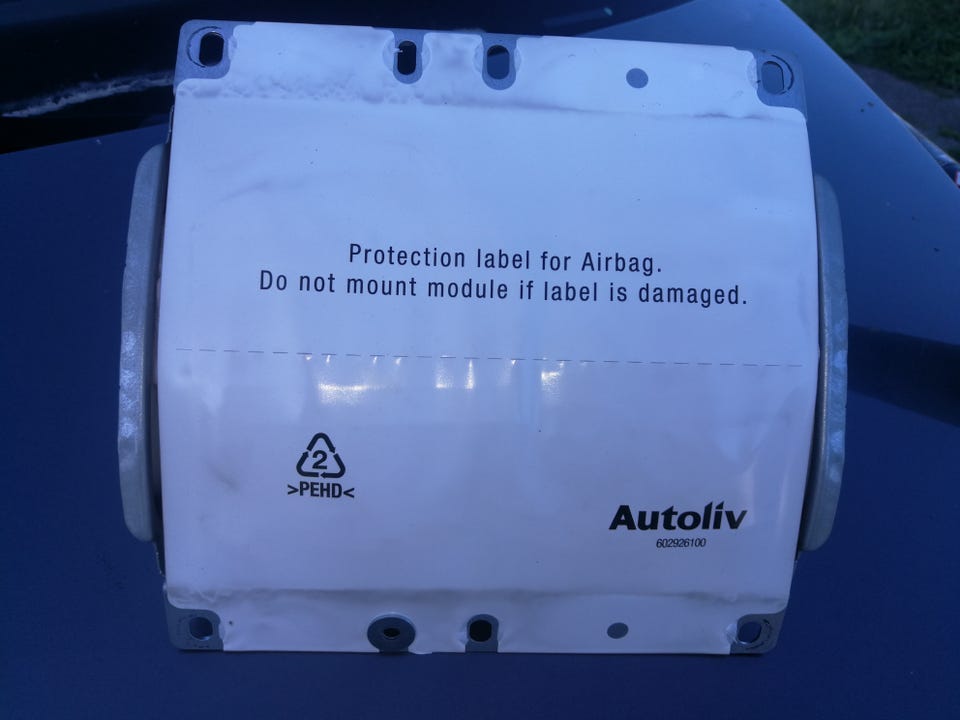 Protection label for Airbag.
Do not mount module if label is damaged.
2
>PEHD<
Autoliv
602926100